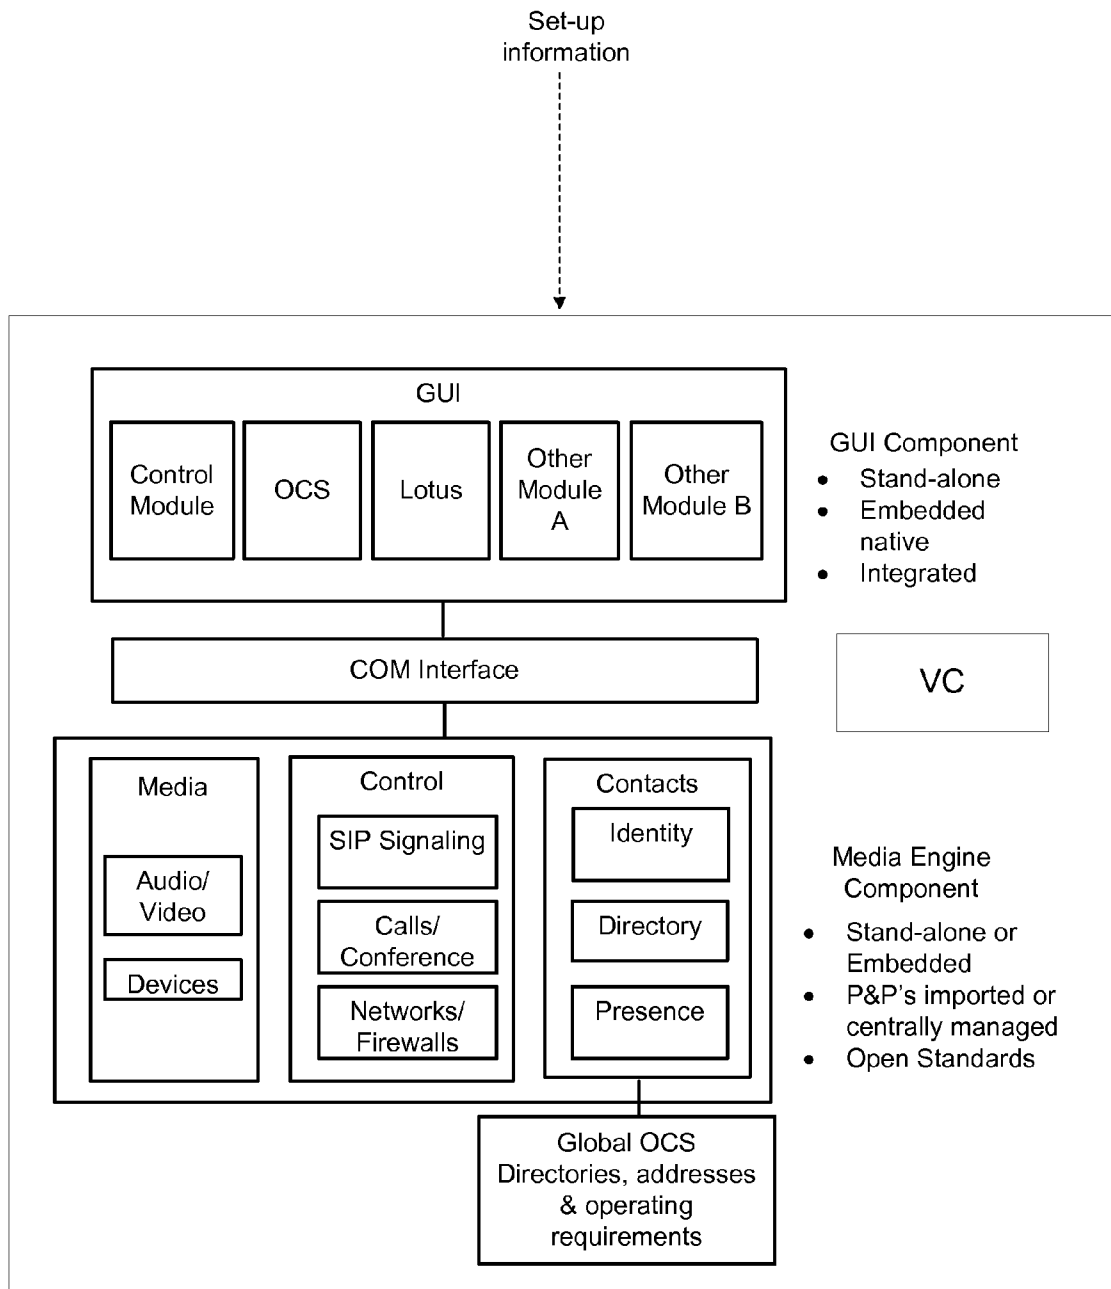 Set-up
information
GUI
Control
Module
OCS
Lotus
Other
Module
A
Other
Module B
GUI Component
• Stand-alone
• Embedded
native
• Integrated
COM Interface
VC
Media
Audio/
Video
Devices
Control
SIP Signaling
Calls/
Conference
Networks/
Firewalls
Contacts
Identity
Directory
Presence
Media Engine
Component
• Stand-alone or
Embedded
• P&P's imported or
centrally managed
• Open Standards
Global OCS
Directories, addresses
& operating
requirements